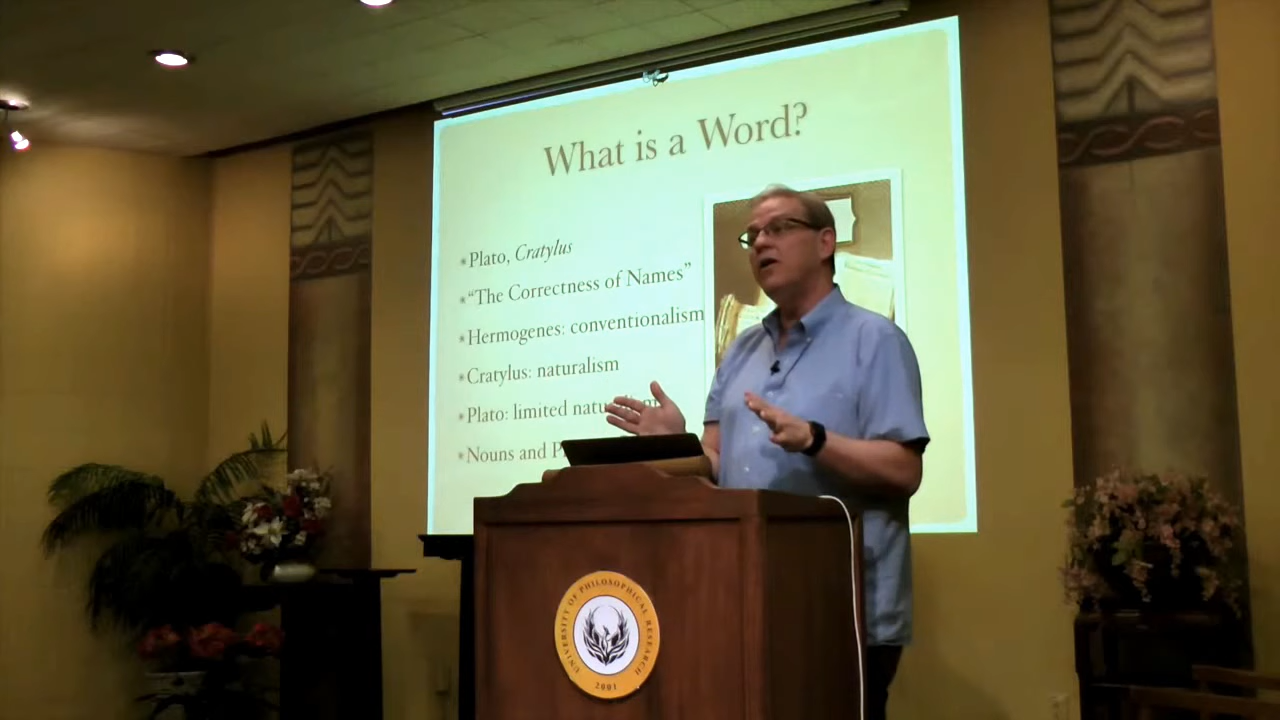 What is a Word?
*Plato, Cratylus
*"The Correctness of Names"
*Hermogenes: conventionalism
*Cratylus: naturalism
*Plato: limited
*Nouns and
UNIVERSITY OF PHILOSOPHICAL RESEARCH
2001